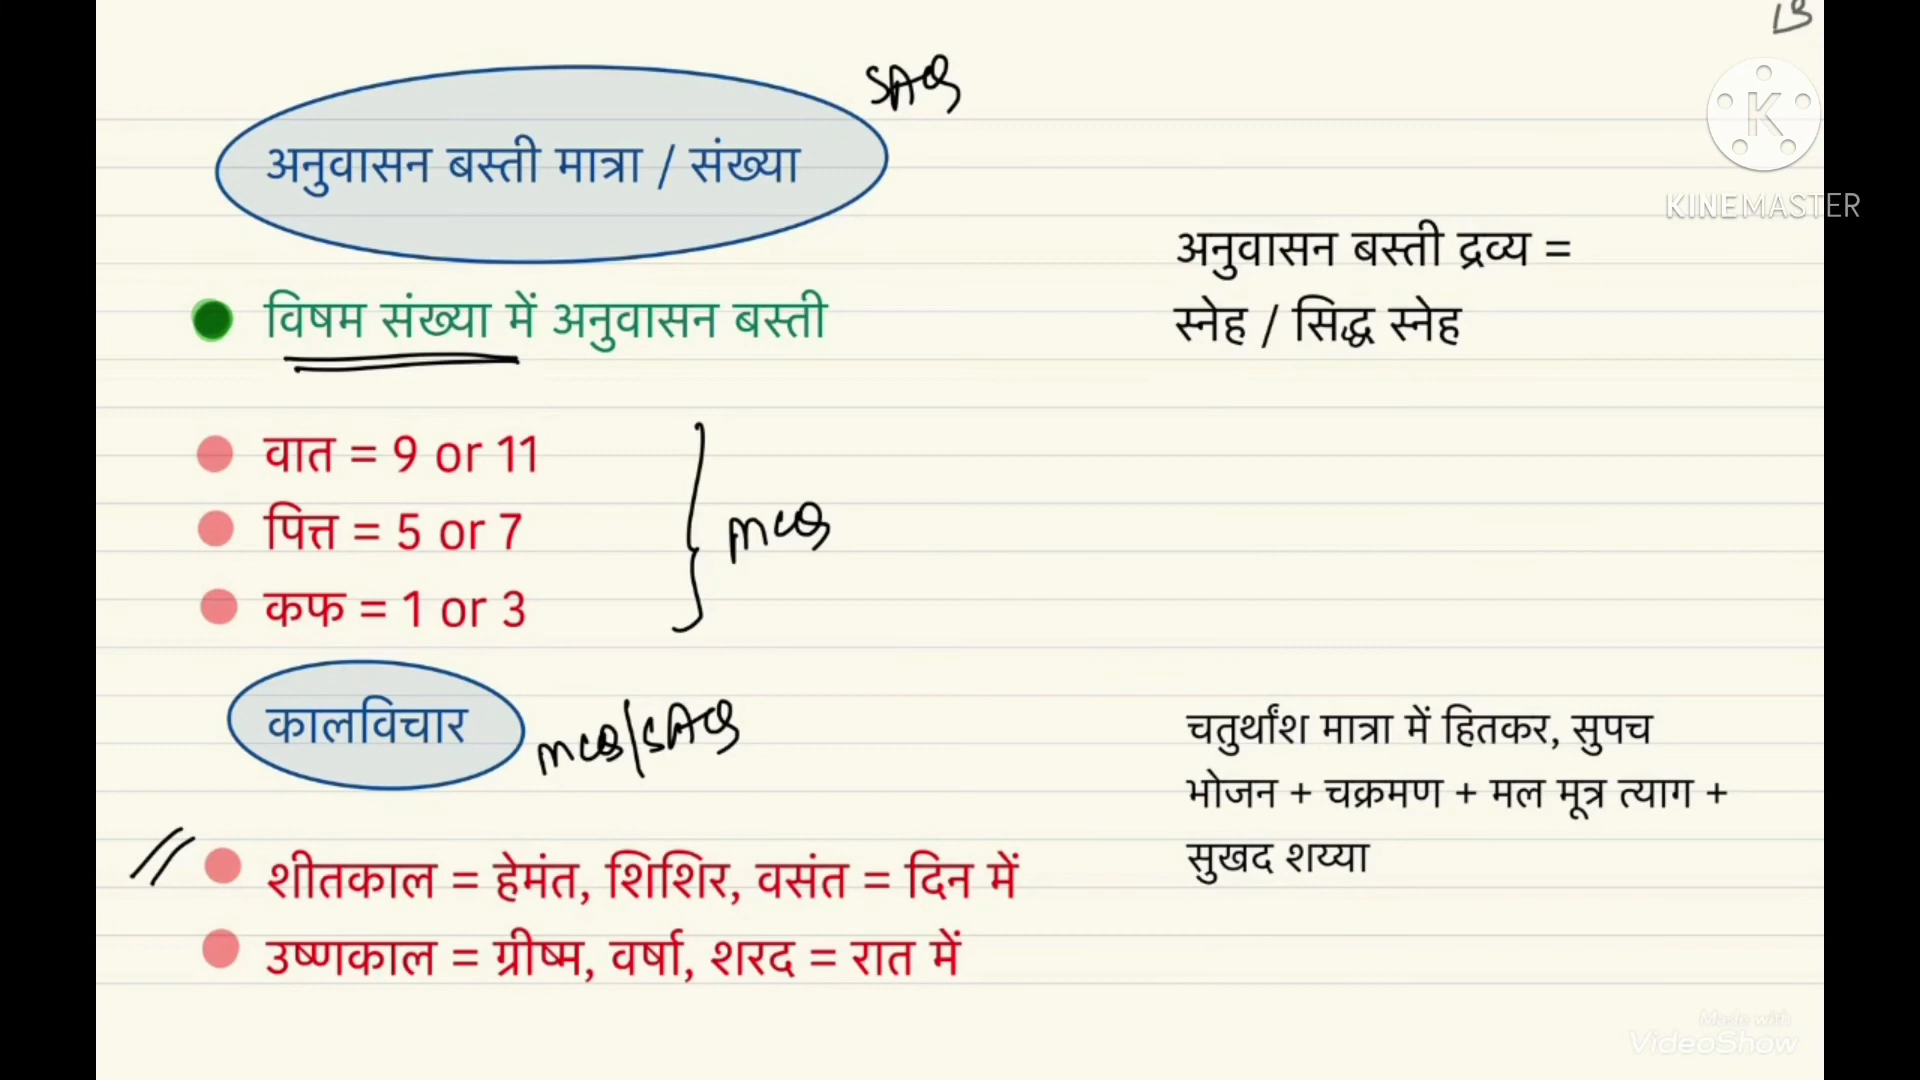 SAQ
K
KINEMASTER
अनुवासन बस्ती मात्रा / संख्या
विषम संख्या में अनुवासन बस्ती
अनुवासन बस्ती द्रव्य =
स्नेह / सिद्ध स्नेह
वात = 9 or 11
पित्त = 5 or 7
कफ = 1 or 3
MCQ
कालविचार
MCQ/SAQ
शीतकाल = हेमंत, शिशिर, वसंत = दिन में
उष्णकाल = ग्रीष्म, वर्षा, शरद = रात में
चतुर्थांश मात्रा में हितकर, सुपच
भोजन + चक्रमण + मल मूत्र त्याग +
सुखद शय्या
Made with
VideoShow